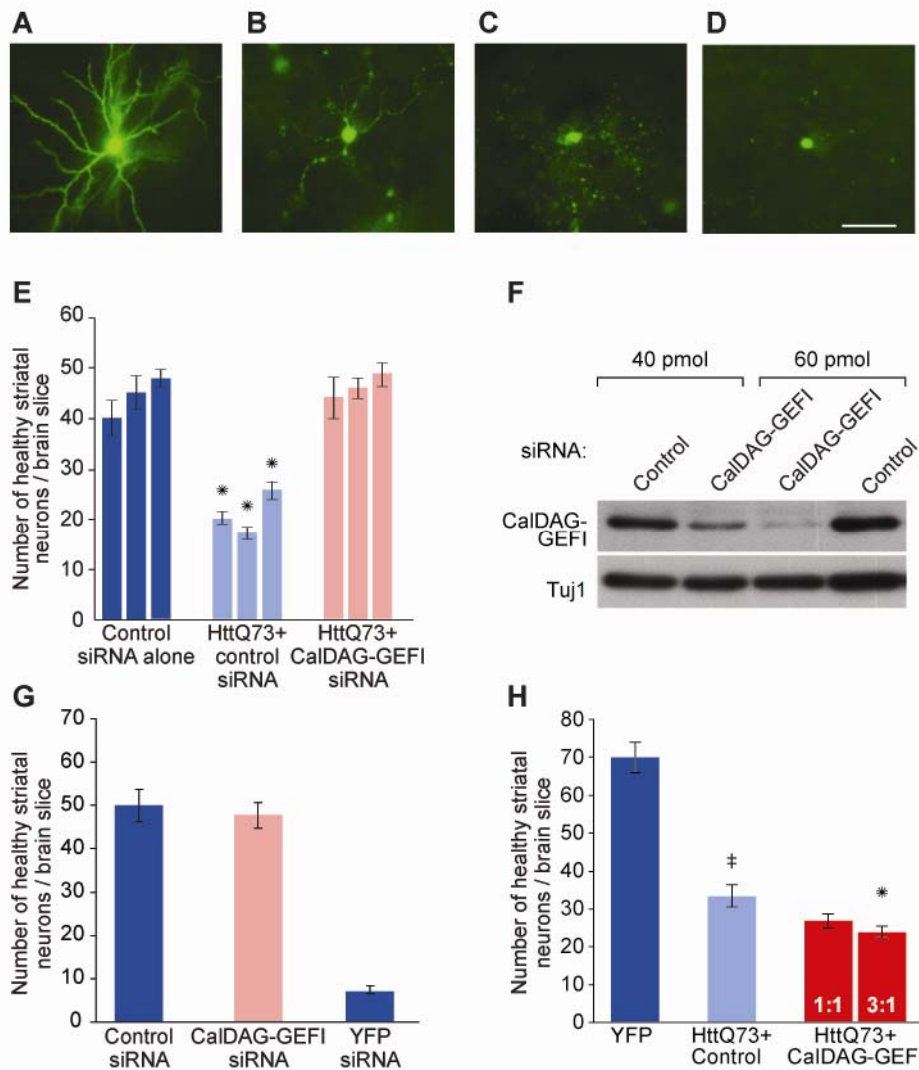 A
B
C
D
E
Number of healthy striatal
neurons / brain slice
60
50
40
30
20
10
0
*
*
*
Control
siRNA alone
HttQ73+
control
siRNA
HttQ73+
CalDAG-GEFI
siRNA
F
40 pmol
60 pmol
siRNA:
Control
CalDAG-GEFI
CalDAG-GEFI
Control
CalDAG-
GEFI
Tuj1
G
Number of healthy striatal
neurons / brain slice
70
60
50
40
30
20
10
0
Control
siRNA
CalDAG-GEFI
siRNA
YFP
siRNA
H
Number of healthy striatal
neurons / brain slice
80
70
60
50
40
30
20
10
0
‡
*
1:1
3:1
YFP
HttQ73+
Control
HttQ73+
CalDAG-GEF